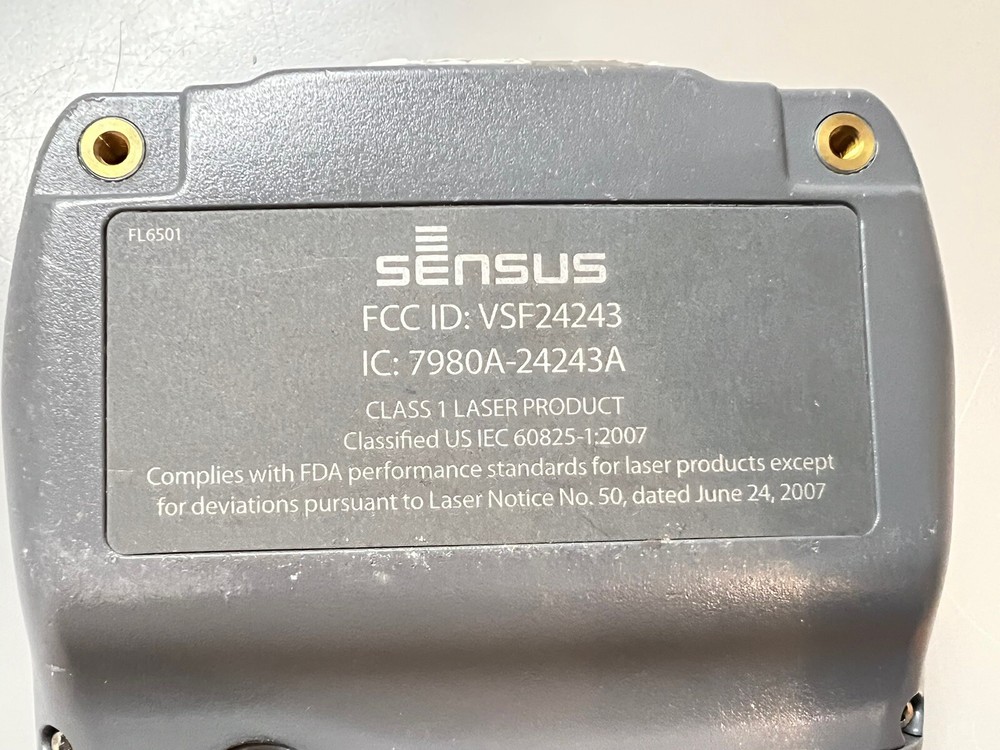 FL6501
SENSUS
FCC ID: VSF24243
IC: 7980A-24243A
CLASS 1 LASER PRODUCT
Classified US IEC 60825-1:2007
Complies with FDA performance standards for laser products except
for deviations pursuant to Laser Notice No. 50, dated June 24, 2007